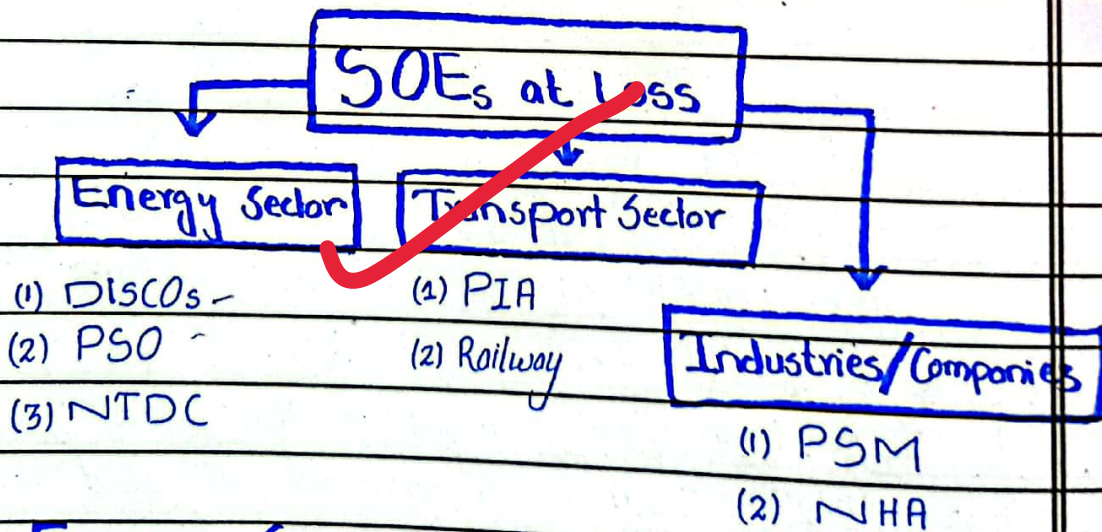 SOEs at Loss
Energy Sector
Transport Sector
(1) DISCOs
(2) PSO
(3) NTDC
(1) PIA
(2) Railway
Industries/Companies
(1) PSM
(2) NHA